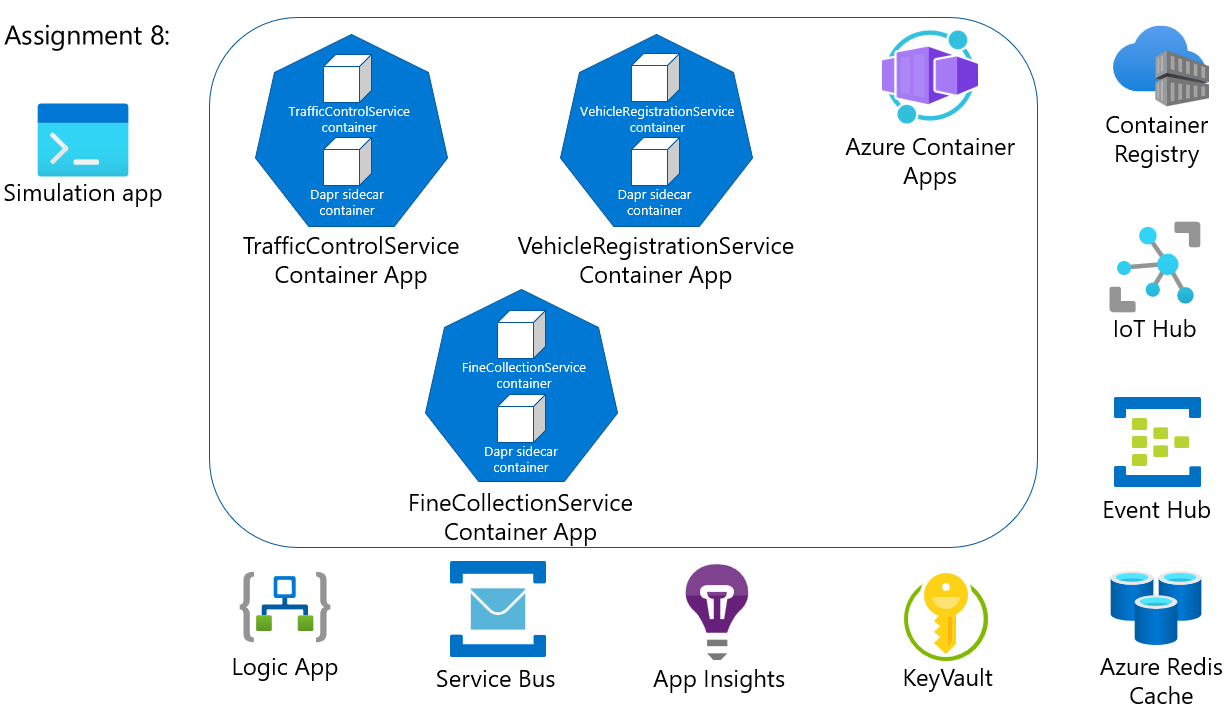 Assignment 8:
Simulation app
TrafficControlService
container
Dapr sidecar
container
TrafficControlService
Container App
VehicleRegistrationService
container
Dapr sidecar
container
VehicleRegistrationService
Container App
FineCollectionService
container
Dapr sidecar
container
FineCollectionService
Container App
Azure Container
Apps
Container
Registry
IoT Hub
Event Hub
Azure Redis
Cache
Logic App
Service Bus
App Insights
KeyVault